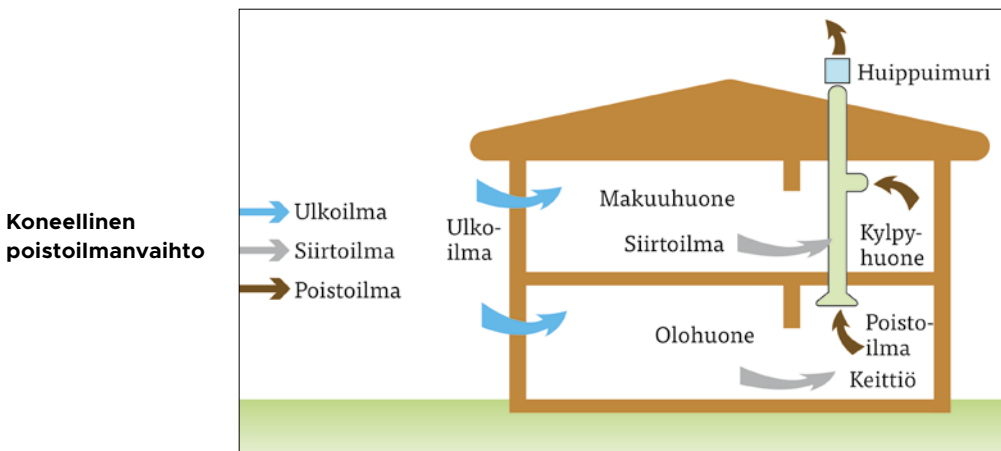 Koneellinen
poistoilmanvaihto
Ulkoilma
Siirtoilma
Poistoilma
Huippuimuri
Ulko-
ilma
Makuuhuone
Siirtoilma
Kylpy-
huone
Olohuone
Poisto-
ilma
Keittiö